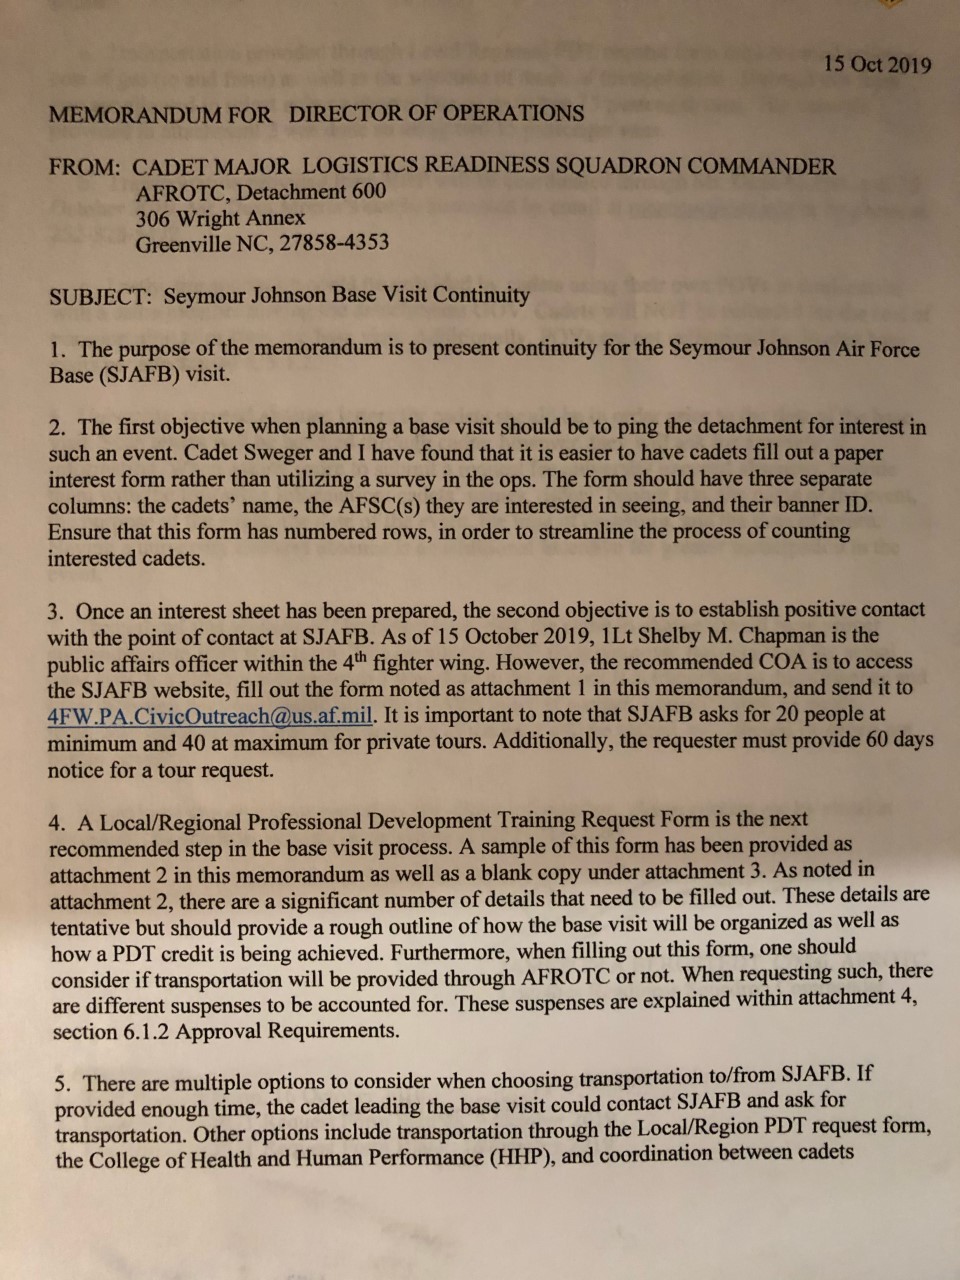 15 Oct 2019
MEMORANDUM FOR DIRECTOR OF OPERATIONS
FROM: CADET MAJOR LOGISTICS READINESS SQUADRON COMMANDER
AFROTC, Detachment 600
306 Wright Annex
Greenville NC, 27858-4353
SUBJECT: Seymour Johnson Base Visit Continuity
1. The purpose of the memorandum is to present continuity for the Seymour Johnson Air Force
Base (SJAFB) visit.
2. The first objective when planning a base visit should be to ping the detachment for interest in
such an event. Cadet Sweger and I have found that it is easier to have cadets fill out a paper
interest form rather than utilizing a survey in the ops. The form should have three separate
columns: the cadets’ name, the AFSC(s) they are interested in seeing, and their banner ID.
Ensure that this form has numbered rows, in order to streamline the process of counting
interested cadets.
3. Once an interest sheet has been prepared, the second objective is to establish positive contact
with the point of contact at SJAFB. As of 15 October 2019, 1Lt Shelby M. Chapman is the
public affairs officer within the 4th fighter wing. However, the recommended COA is to access
the SJAFB website, fill out the form noted as attachment 1 in this memorandum, and send it to
4FW.PA.CivicOutreach@us.af.mil. It is important to note that SJAFB asks for 20 people at
minimum and 40 at maximum for private tours. Additionally, the requester must provide 60 days
notice for a tour request.
4. A Local/Regional Professional Development Training Request Form is the next
recommended step in the base visit process. A sample of this form has been provided as
attachment 2 in this memorandum as well as a blank copy under attachment 3. As noted in
attachment 2, there are a significant number of details that need to be filled out. These details are
tentative but should provide a rough outline of how the base visit will be organized as well as
how a PDT credit is being achieved. Furthermore, when filling out this form, one should
consider if transportation will be provided through AFROTC or not. When requesting such, there
are different suspenses to be accounted for. These suspenses are explained within attachment 4,
section 6.1.2 Approval Requirements.
5. There are multiple options to consider when choosing transportation to/from SJAFB. If
provided enough time, the cadet leading the base visit could contact SJAFB and ask for
transportation. Other options include transportation through the Local/Region PDT request form,
the College of Health and Human Performance (HHP), and coordination between cadets